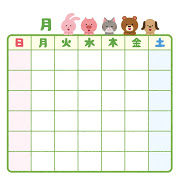 月
日 月 火 水 木 金 土